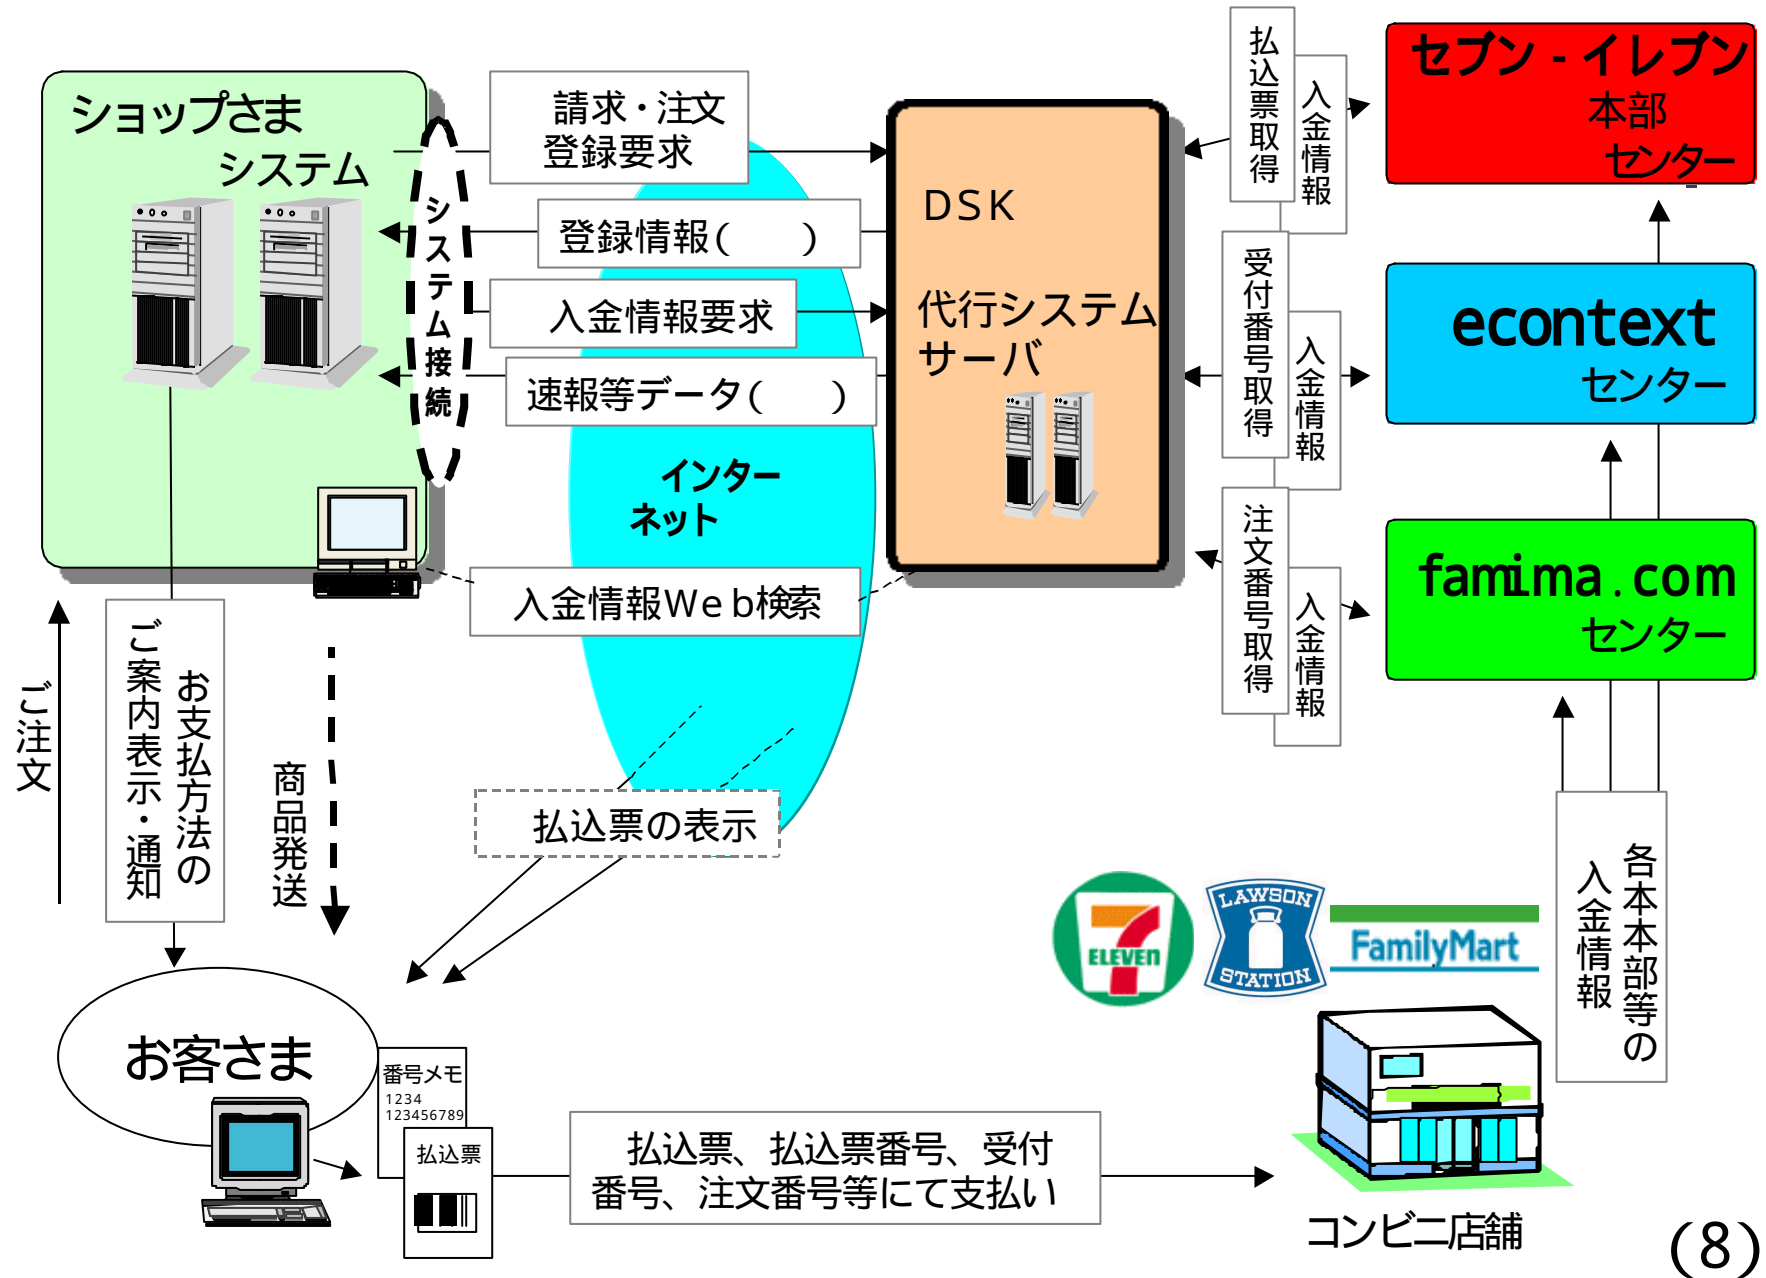 ショップさま
システム
システム接続
請求・注文
登録要求
登録情報(　　)
入金情報要求
速報等データ(　　)
インター
ネット
入金情報Web検索
DSK
代行システム
サーバ
払込票取得
入金情報
受付番号取得
入金情報
注文番号取得
入金情報
セブン‐イレブン
本部
センター
econtext
センター
famima.com
センター
ご注文
お支払方法の
ご案内表示・通知
商品発送
払込票の表示
各本本部等の
入金情報
7
ELEVEn
LAWSON
STATION
FamilyMart
お客さま
番号メモ
1234
123456789
払込票
払込票、払込票番号、受付
番号、注文番号等にて支払い
コンビニ店舗
(8)